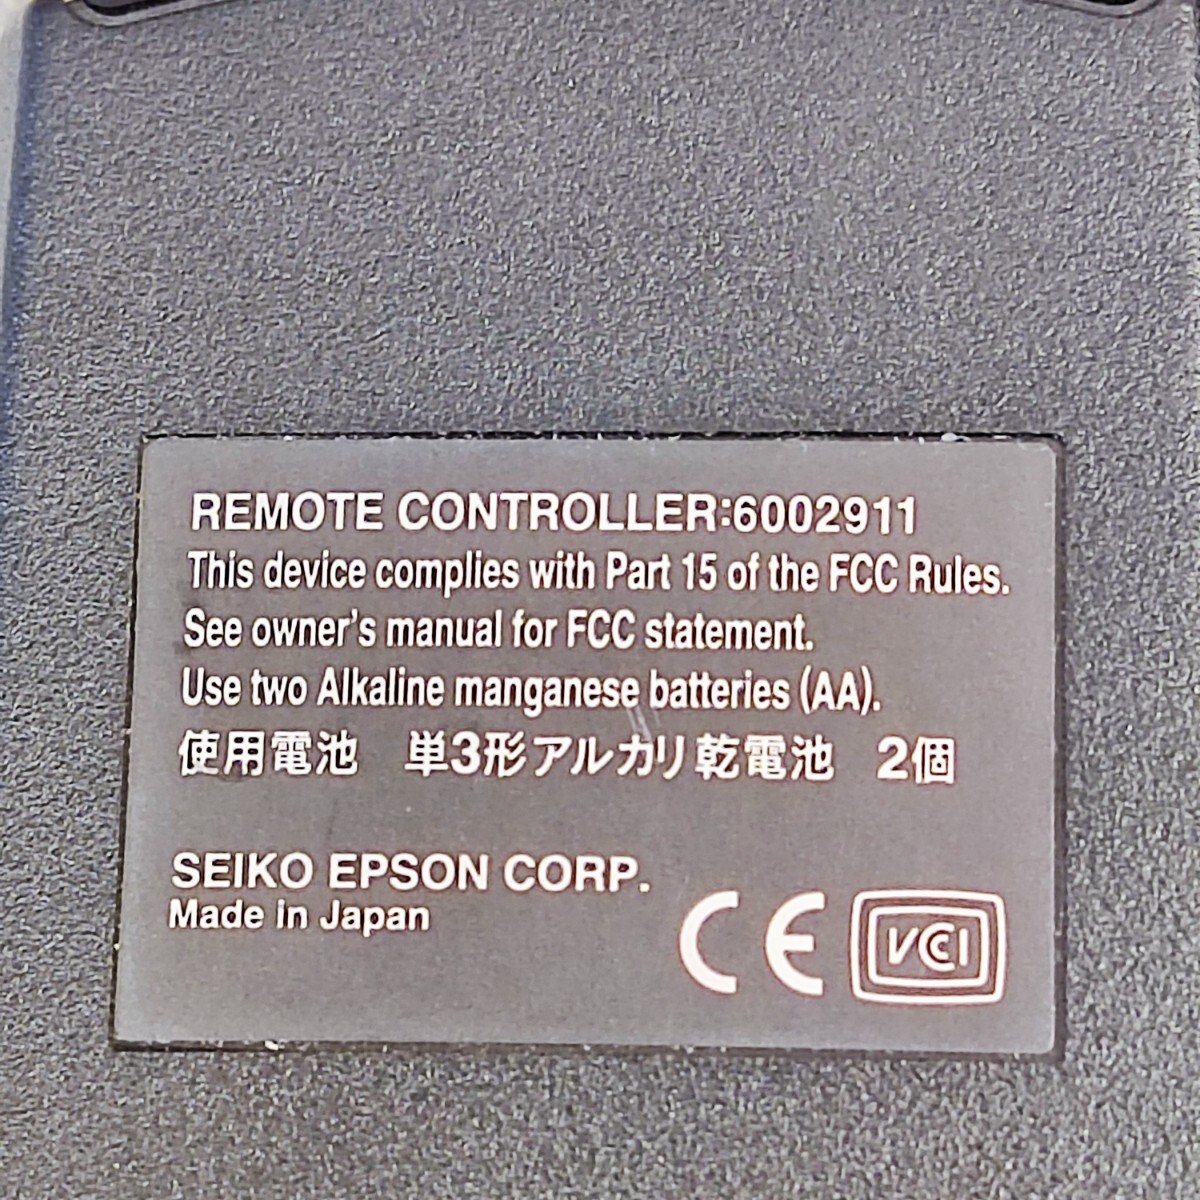 REMOTE CONTROLLER:6002911
This device complies with Part 15 of the FCC Rules.
See owner's manual for FCC statement.
Use two Alkaline manganese batteries (AA).
使用電池 単3形アルカリ乾電池 2個
SEIKO EPSON CORP.
Made in Japan
CE VCCI